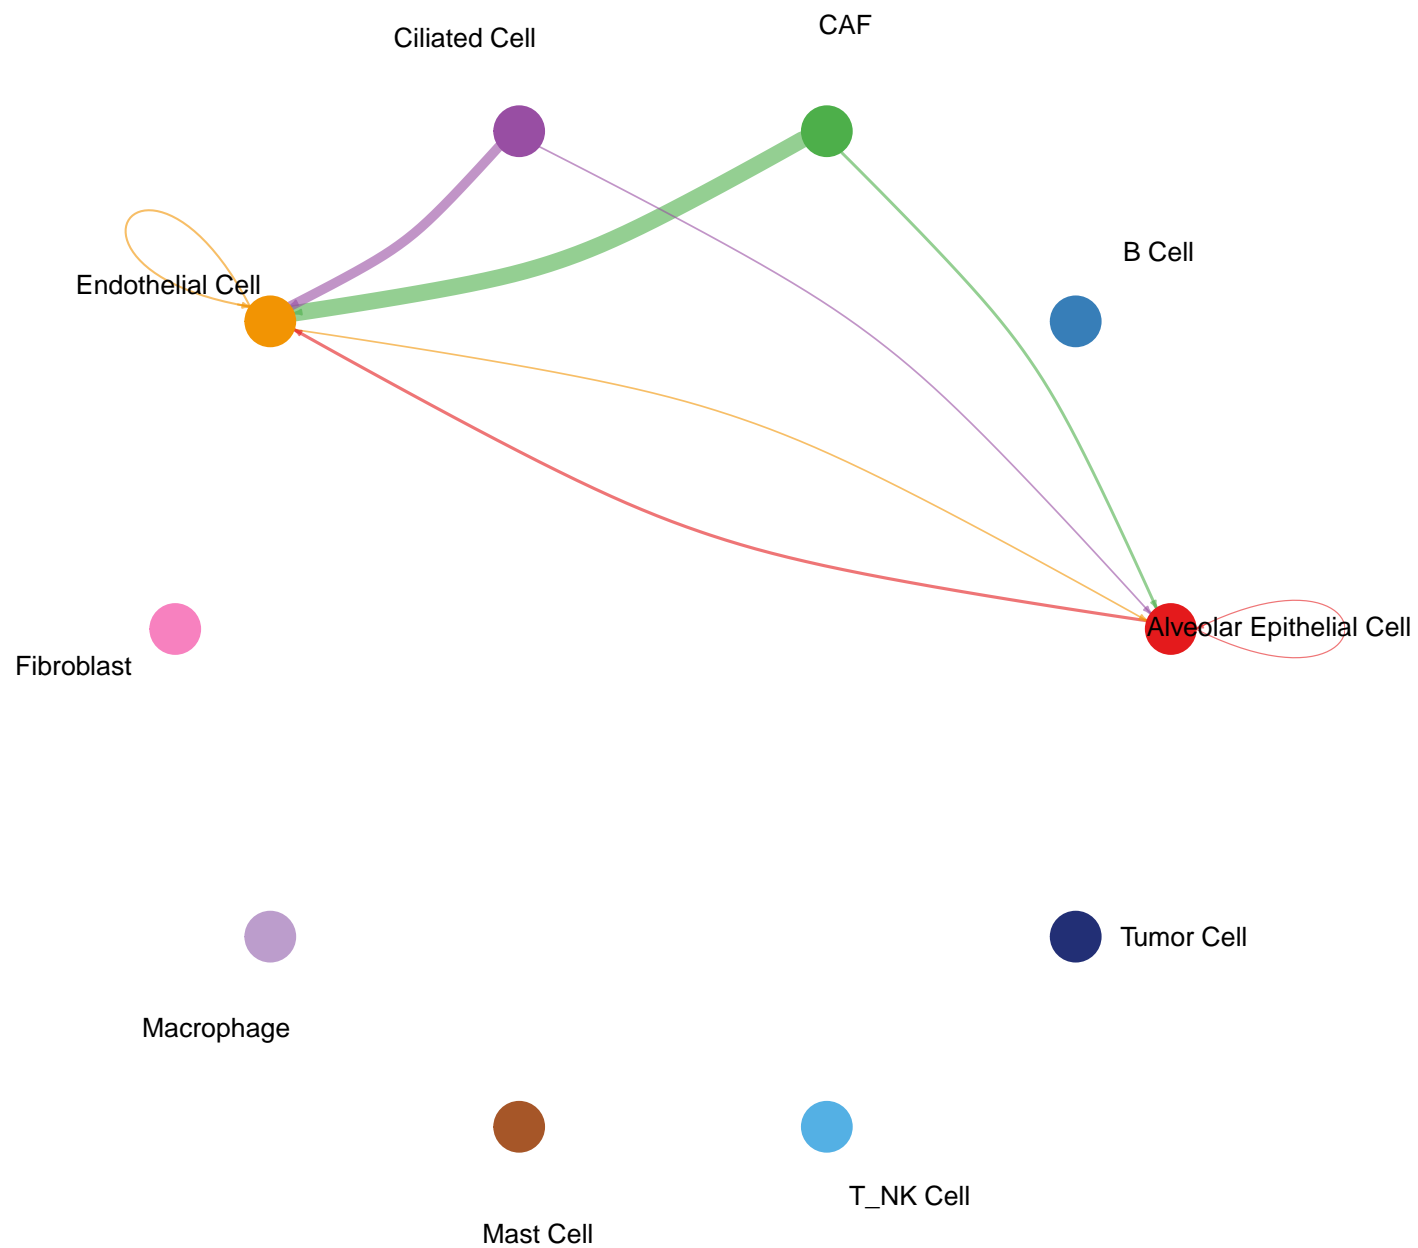 CAF
Ciliated Cell
B Cell
Endothelial Cell
Alveolar Epithelial Cell
Fibroblast
Tumor Cell
Macrophage
T_NK Cell
Mast Cell